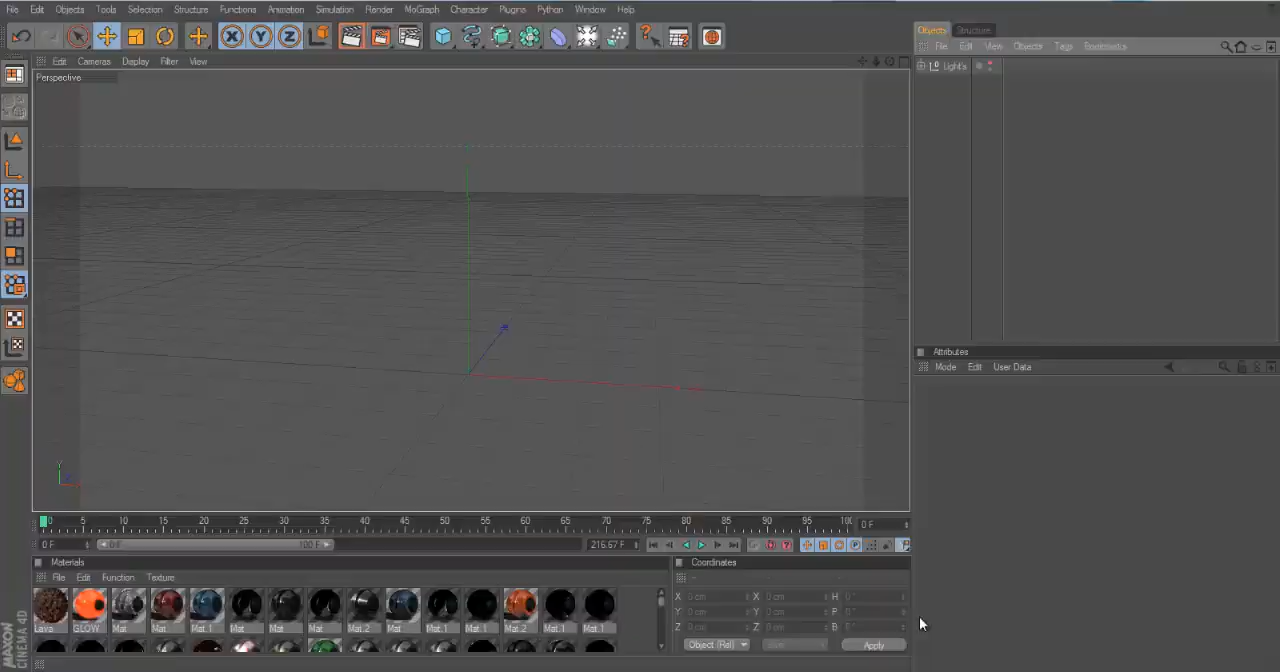 File Edit Objects Tools Selection Structure Functions Animation Simulation Render MoGraph Character Plugins Python Window Help
X Y Z
Objects Structure
File Edit View Objects Tags Bookmarks
Edit Cameras Display Filter View
Perspective
Light's
Attributes
Mode Edit User Data
Y
0 5 10 15 20 25 30 35 40 45 50 55 60 65 70 75 80 85 90 95 10 0 F
0 F 0 F 100 F 216.67 F
Materials
File Edit Function Texture
Lava GLOW Mat Mat Mat.1 Mat Mat Mat Mat.2 Mat.1 Mat.1 Mat.1 Mat.2 Mat.1 Mat.1
Coordinates
X 0 cm X 0 cm H 0 °
Y 0 cm Y 0 cm P 0 °
Z 0 cm Z 0 cm B 0 °
Object (Rel) Apply
MAXON
CINEMA 4D